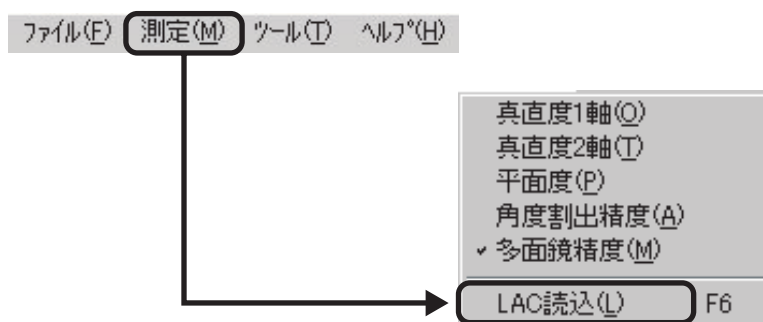 ﾌｧｲﾙ(F) 測定(M) ﾂｰﾙ(T) ﾍﾙﾌﾟ(H)
真直度1軸(O)
真直度2軸(T)
平面度(P)
角度割出精度(A)
✓多面鏡精度(M)
LAC読込(L) F6